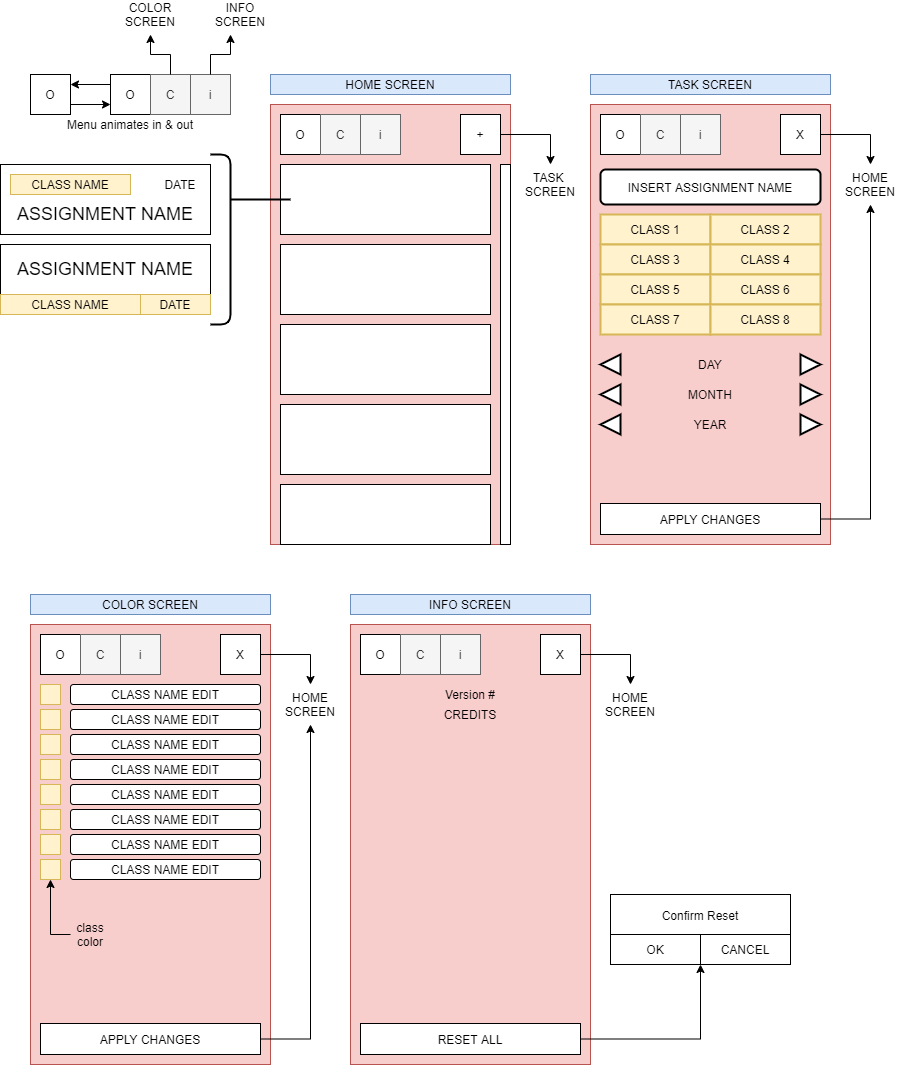 COLOR
SCREEN
INFO
SCREEN
O
O
C
i
Menu animates in & out
HOME SCREEN
O
C
i
+
TASK
SCREEN
CLASS NAME
DATE
ASSIGNMENT NAME
ASSIGNMENT NAME
CLASS NAME
DATE
TASK SCREEN
O
C
i
X
HOME
SCREEN
INSERT ASSIGNMENT NAME
CLASS 1
CLASS 2
CLASS 3
CLASS 4
CLASS 5
CLASS 6
CLASS 7
CLASS 8
DAY
MONTH
YEAR
APPLY CHANGES
COLOR SCREEN
O
C
i
X
HOME
SCREEN
CLASS NAME EDIT
CLASS NAME EDIT
CLASS NAME EDIT
CLASS NAME EDIT
CLASS NAME EDIT
CLASS NAME EDIT
CLASS NAME EDIT
CLASS NAME EDIT
class
color
APPLY CHANGES
INFO SCREEN
O
C
i
X
HOME
SCREEN
Version #
CREDITS
RESET ALL
Confirm Reset
OK
CANCEL